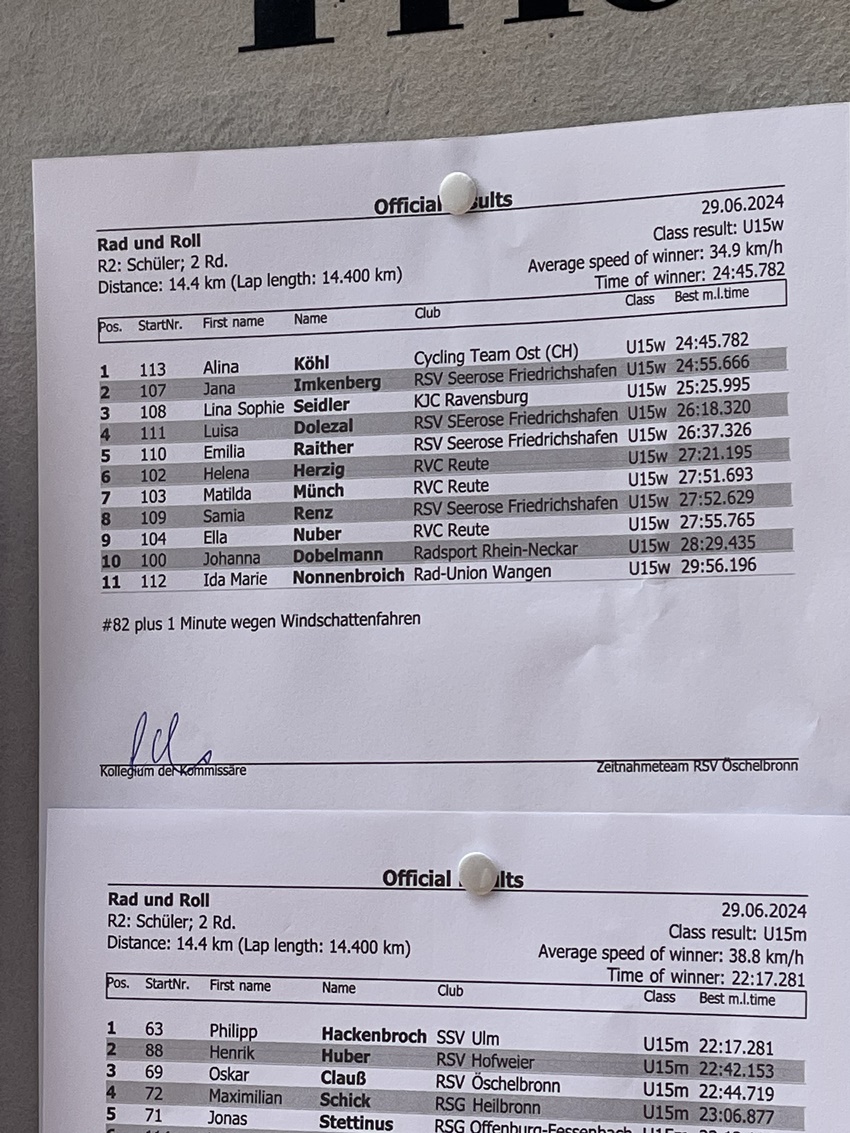 Official ults
29.06.2024
Rad und Roll
Class result: U15w
R2: Schüler; 2 Rd.
Average speed of winner: 34.9 km/h
Distance: 14.4 km (Lap length: 14.400 km)
Time of winner: 24:45.782
Pos. StartNr. First name Name Club Class Best m.l.time
1 113 Alina Köhl Cycling Team Ost (CH) U15w 24:45.782
2 107 Jana Imkenberg RSV Seerose Friedrichshafen U15w 24:55.666
3 108 Lina Sophie Seidler KJC Ravensburg U15w 25:25.995
4 111 Luisa Dolezal RSV SEerose Friedrichshafen U15w 26:18.320
5 110 Emilia Raither RSV Seerose Friedrichshafen U15w 26:37.326
6 102 Helena Herzig RVC Reute U15w 27:21.195
7 103 Matilda Münch RVC Reute U15w 27:51.693
8 109 Samia Renz RSV Seerose Friedrichshafen U15w 27:52.629
9 104 Ella Nuber RVC Reute U15w 27:55.765
10 100 Johanna Dobelmann Radsport Rhein-Neckar U15w 28:29.435
11 112 Ida Marie Nonnenbroich Rad-Union Wangen U15w 29:56.196
#82 plus 1 Minute wegen Windschattenfahren
Kollegium der Kommissäre Zeitnahmeteam RSV Öschelbronn
Official lts
Rad und Roll
29.06.2024
R2: Schüler; 2 Rd.
Class result: U15m
Distance: 14.4 km (Lap length: 14.400 km)
Average speed of winner: 38.8 km/h
Time of winner: 22:17.281
Pos. StartNr. First name Name Club Class Best m.l.time
1 63 Philipp Hackenbroch SSV Ulm U15m 22:17.281
2 88 Henrik Huber RSV Hofweier U15m 22:42.153
3 69 Oskar Clauß RSV Öschelbronn U15m 22:44.719
4 72 Maximilian Schick RSG Heilbronn U15m 23:06.877
5 71 Jonas Stettinus RSG Offenburg-Fessenbach